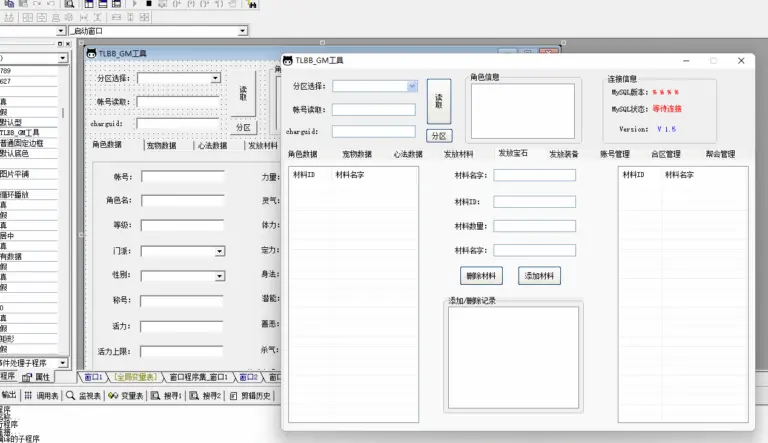 _启动窗口
789
627
真
假
默认型
TLBB_GM工具
普通固定边框
默认底色
图片平铺
循环播放
真
假
居中
真
有数据
假
真
真
假
0
真
假
矩形
假
事件处理子程序
程序
属性
TLBB_GM工具
分区选择:
帐号读取:
charguid:
读取
分区
角色数据
宠物数据
心法数据
发放材料
帐号:
角色名:
等级:
门派:
性别:
称号:
活力:
活力上限:
力量:
灵气:
体力:
定力:
身法:
潜能:
善恶:
杀气:
窗口1
[全局变量表]
窗口程序集_窗口1
窗口2
窗口
输出
调用表
监视表
变量表
搜寻1
搜寻2
剪辑历史
TLBB_GM工具
分区选择:
帐号读取:
charguid:
读取
分区
角色信息
连接信息
MySQL版本: % % % %
MySQL状态: 等待连接
Version: V 1.5
角色数据
宠物数据
心法数据
发放材料
发放宝石
发放装备
账号管理
合区管理
帮会管理
材料ID
材料名字
材料名字:
材料ID:
材料数量:
材料名字:
删除材料
添加材料
添加/删除记录
材料ID
材料名字